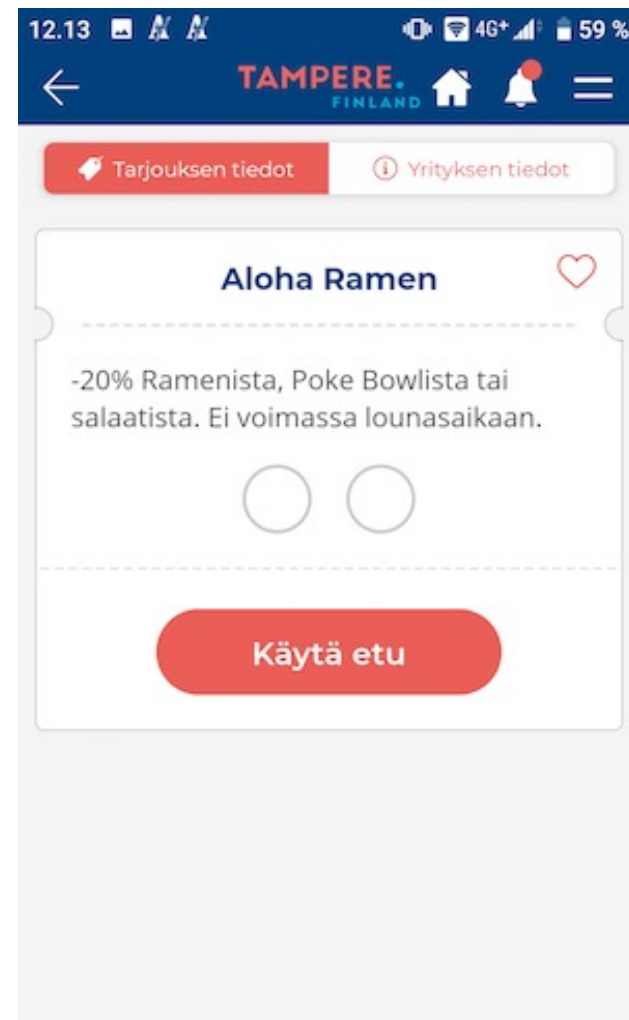 12.13 4G+ 59 %
TAMPERE.
FINLAND
Tarjouksen tiedot Yrityksen tiedot
Aloha Ramen
-20% Ramenista, Poke Bowlista tai
salaatista. Ei voimassa lounasaikaan.
Käytä etu